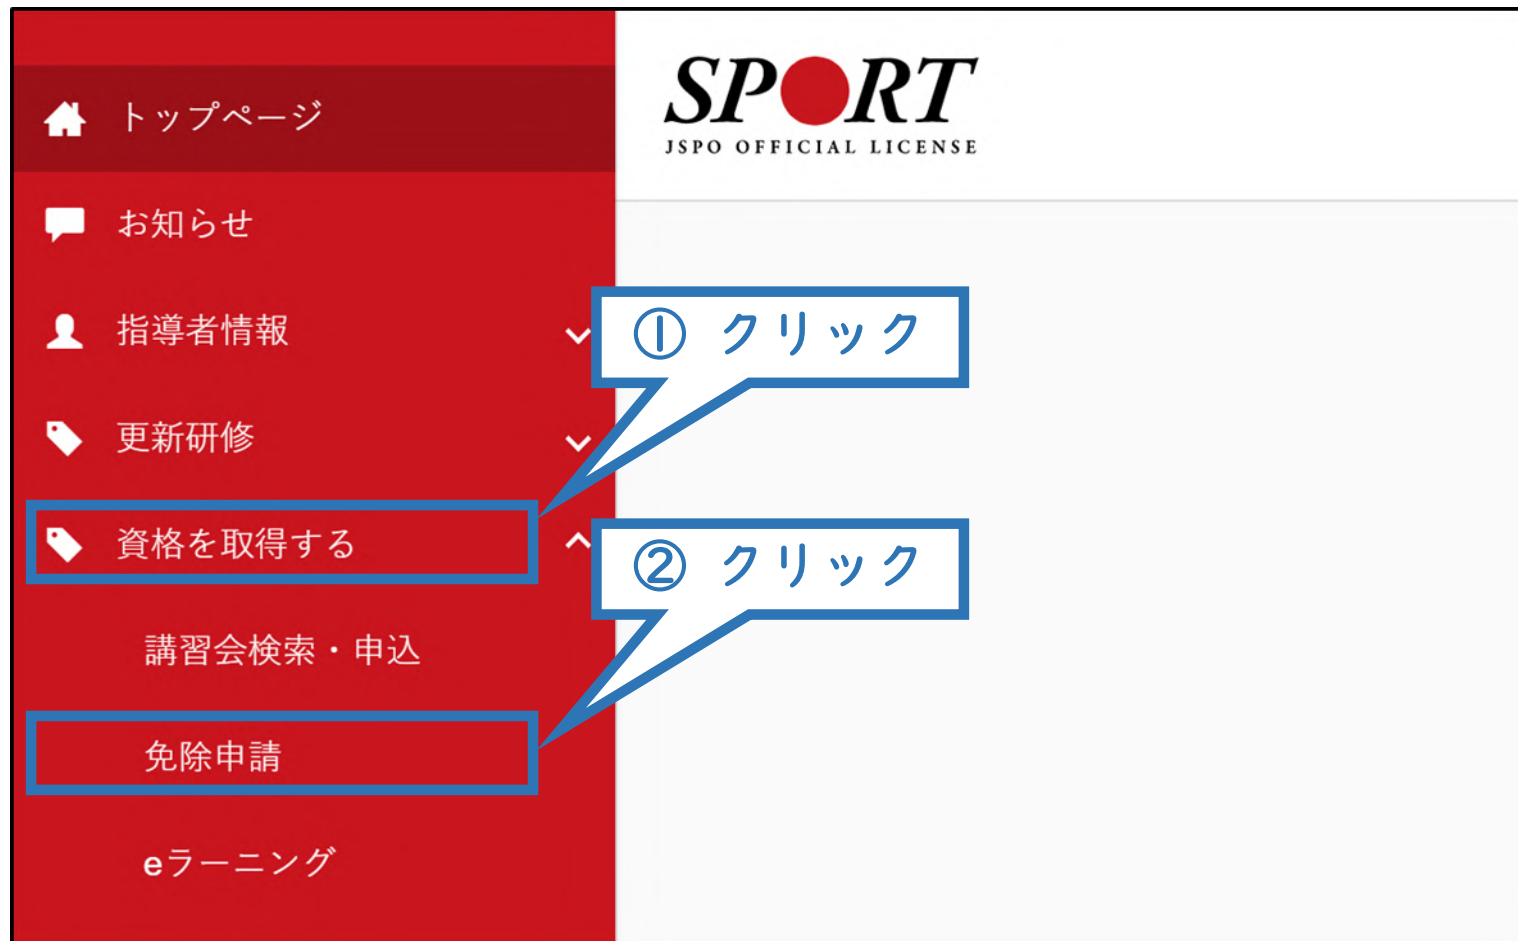 トップページ
お知らせ
指導者情報
更新研修
資格を取得する
講習会検索・申込
免除申請
eラーニング
SPORT
JSPO OFFICIAL LICENSE
① クリック
② クリック